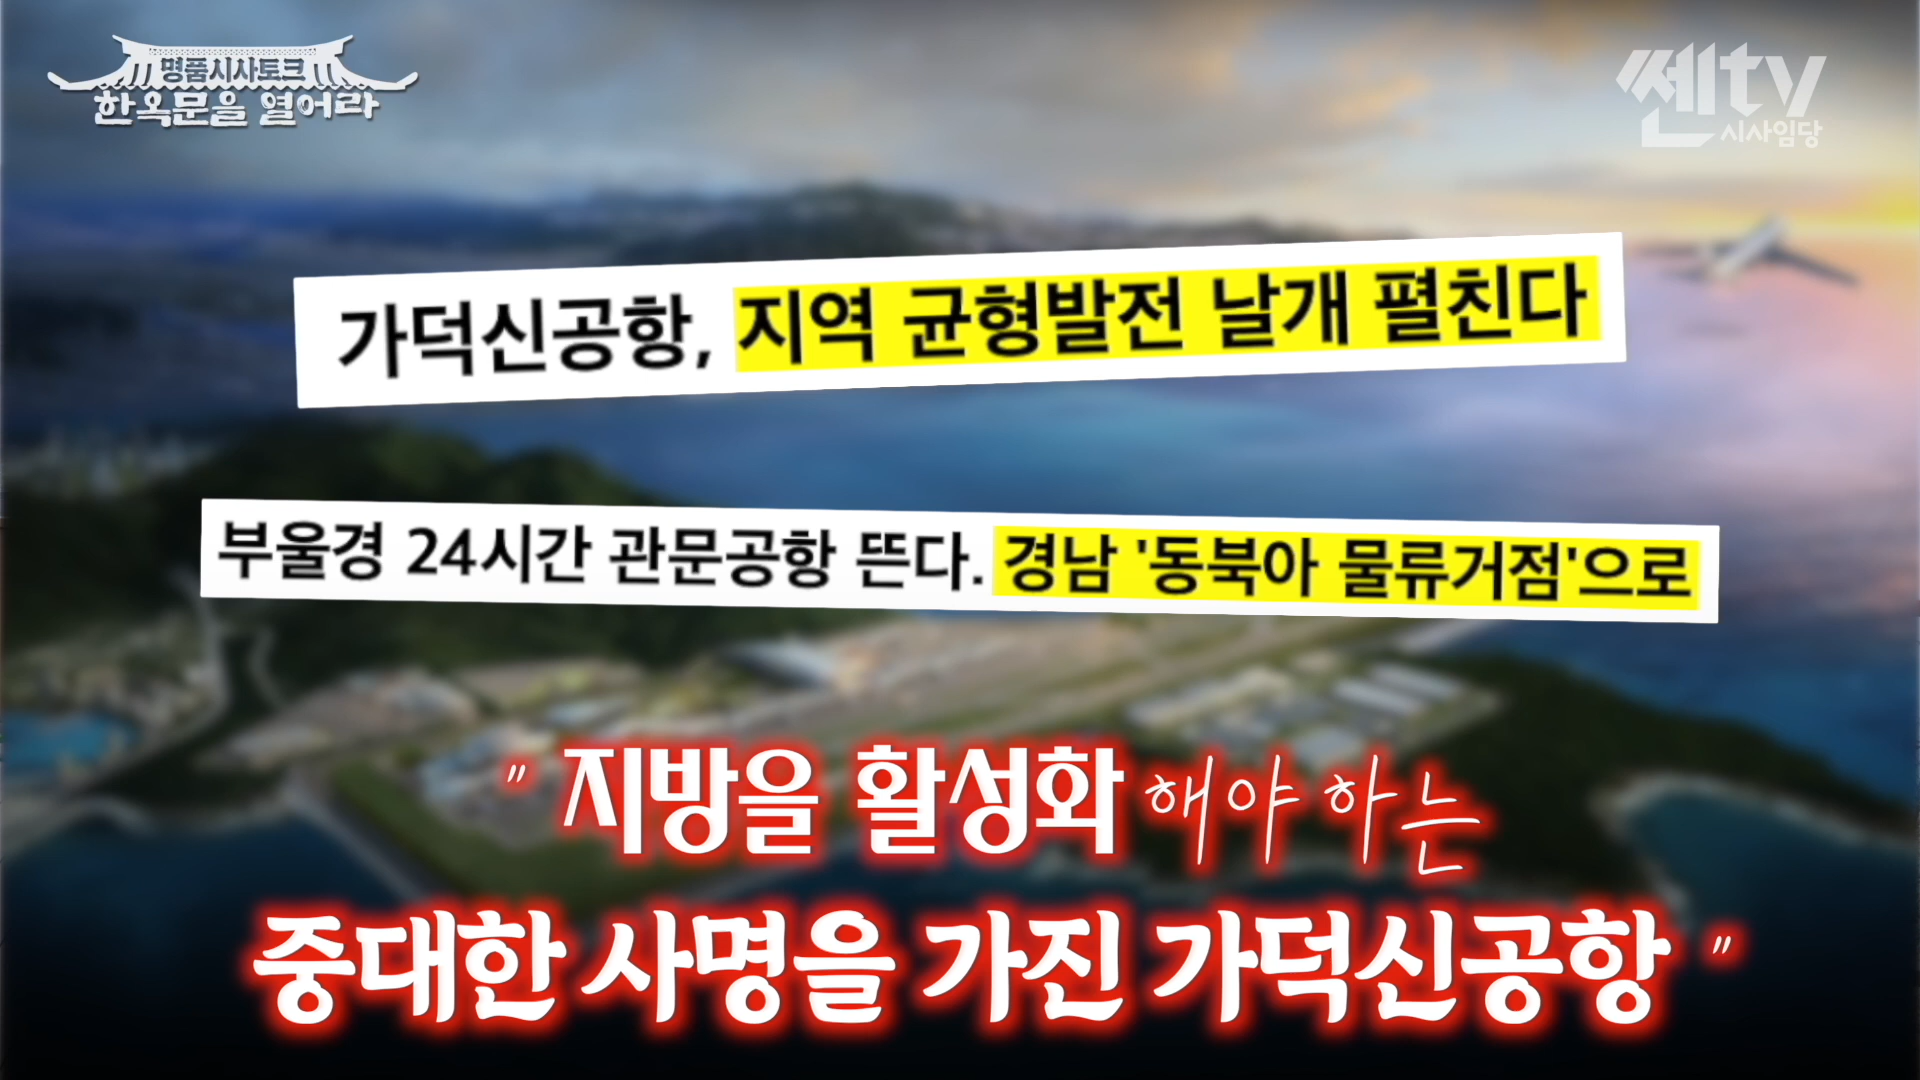 명품시사토크
한옥문을 열어라
쎈tv
시사임당
가덕신공항, 지역 균형발전 날개 펼친다
부울경 24시간 관문공항 뜬다. 경남 '동북아 물류거점'으로
" 지방을 활성화 해야 하는
중대한 사명을 가진 가덕신공항 "